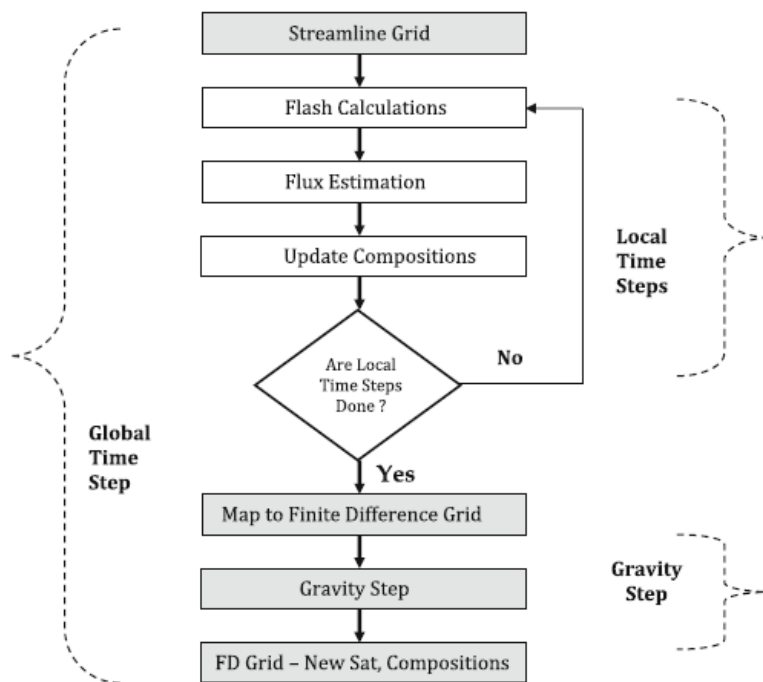 Streamline Grid
Flash Calculations
Flux Estimation
Update Compositions
Are Local
Time Steps
Done ?
No
Yes
Map to Finite Difference Grid
Gravity Step
FD Grid – New Sat, Compositions
Global
Time
Step
Local
Time
Steps
Gravity
Step